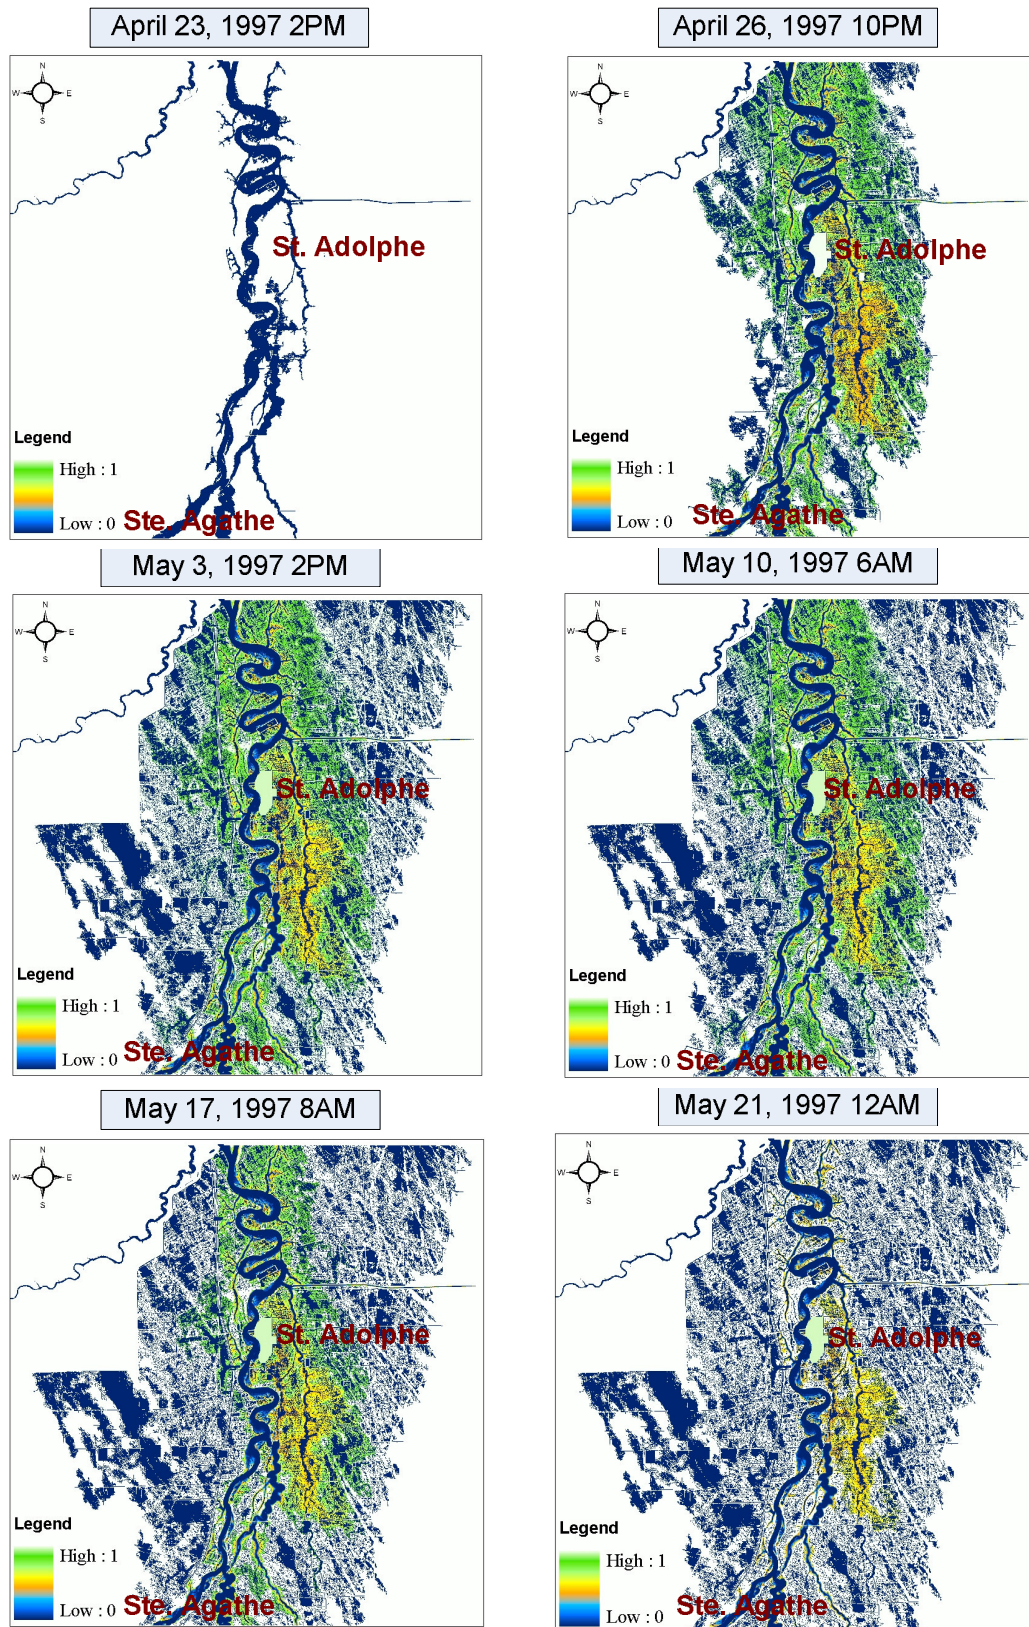 April 23, 1997 2PM
N
W E
S
St. Adolphe
Legend
High : 1
Low : 0
Ste. Agathe
April 26, 1997 10PM
N
W E
S
St. Adolphe
Legend
High : 1
Low : 0
Ste. Agathe
May 3, 1997 2PM
N
W E
S
St. Adolphe
Legend
High : 1
Low : 0
Ste. Agathe
May 10, 1997 6AM
N
W E
S
St. Adolphe
Legend
High : 1
Low : 0
Ste. Agathe
May 17, 1997 8AM
N
W E
S
St. Adolphe
Legend
High : 1
Low : 0
Ste. Agathe
May 21, 1997 12AM
N
W E
S
St. Adolphe
Legend
High : 1
Low : 0
Ste. Agathe